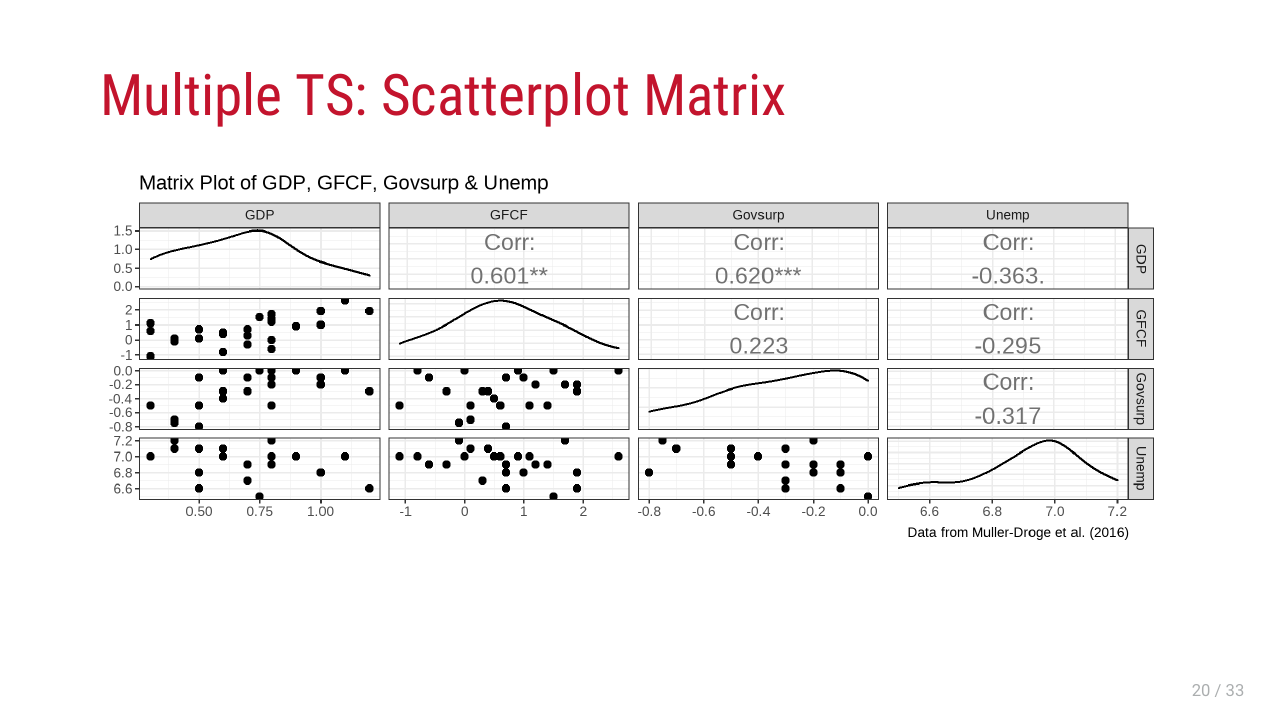 Multiple TS: Scatterplot Matrix
Matrix Plot of GDP, GFCF, Govsurp & Unemp
GDP GFCF Govsurp Unemp
1.5
1.0
0.5
0.0
Corr:
0.601**
Corr:
0.620***
Corr:
-0.363.
GDP
2
1
0
-1
Corr:
0.223
Corr:
-0.295
GFCF
0.0
-0.2
-0.4
-0.6
-0.8
Corr:
-0.317
Govsurp
7.2
7.0
6.8
6.6
Unemp
0.50 0.75 1.00
-1 0 1 2
-0.8 -0.6 -0.4 -0.2 0.0
6.6 6.8 7.0 7.2
Data from Muller-Droge et al. (2016)
20 / 33